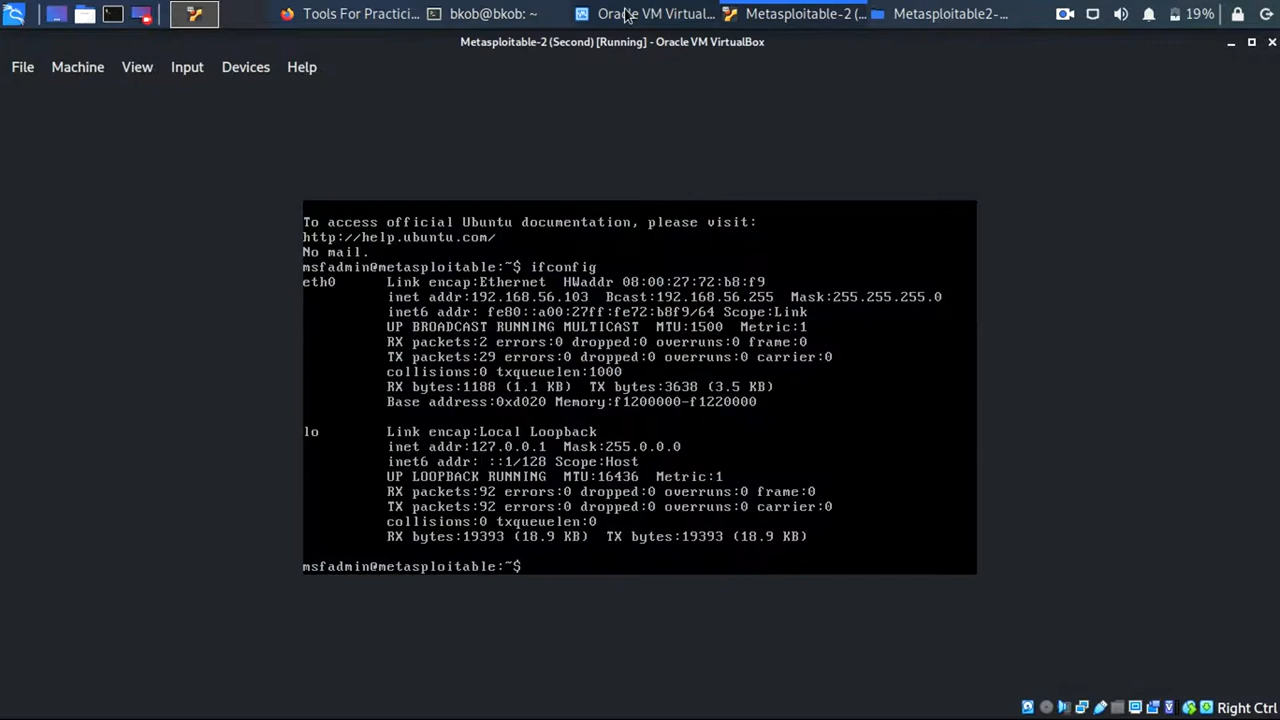 Tools For Practici... bkob@bkob: ~ Oracle VM Virtual... Metasploitable-2 (... Metasploitable2-... 19%
Metasploitable-2 (Second) [Running] - Oracle VM VirtualBox
File Machine View Input Devices Help
To access official Ubuntu documentation, please visit:
http://help.ubuntu.com/
No mail.
msfadmin@metasploitable:~$ ifconfig
eth0 Link encap:Ethernet HWaddr 08:00:27:72:b8:f9
inet addr:192.168.56.103 Bcast:192.168.56.255 Mask:255.255.255.0
inet6 addr: fe80::a00:27ff:fe72:b8f9/64 Scope:Link
UP BROADCAST RUNNING MULTICAST MTU:1500 Metric:1
RX packets:2 errors:0 dropped:0 overruns:0 frame:0
TX packets:29 errors:0 dropped:0 overruns:0 carrier:0
collisions:0 txqueuelen:1000
RX bytes:1188 (1.1 KB) TX bytes:3638 (3.5 KB)
Base address:0xd020 Memory:f1200000-f1220000
lo Link encap:Local Loopback
inet addr:127.0.0.1 Mask:255.0.0.0
inet6 addr: ::1/128 Scope:Host
UP LOOPBACK RUNNING MTU:16436 Metric:1
RX packets:92 errors:0 dropped:0 overruns:0 frame:0
TX packets:92 errors:0 dropped:0 overruns:0 carrier:0
collisions:0 txqueuelen:0
RX bytes:19393 (18.9 KB) TX bytes:19393 (18.9 KB)
msfadmin@metasploitable:~$
Right Ctrl